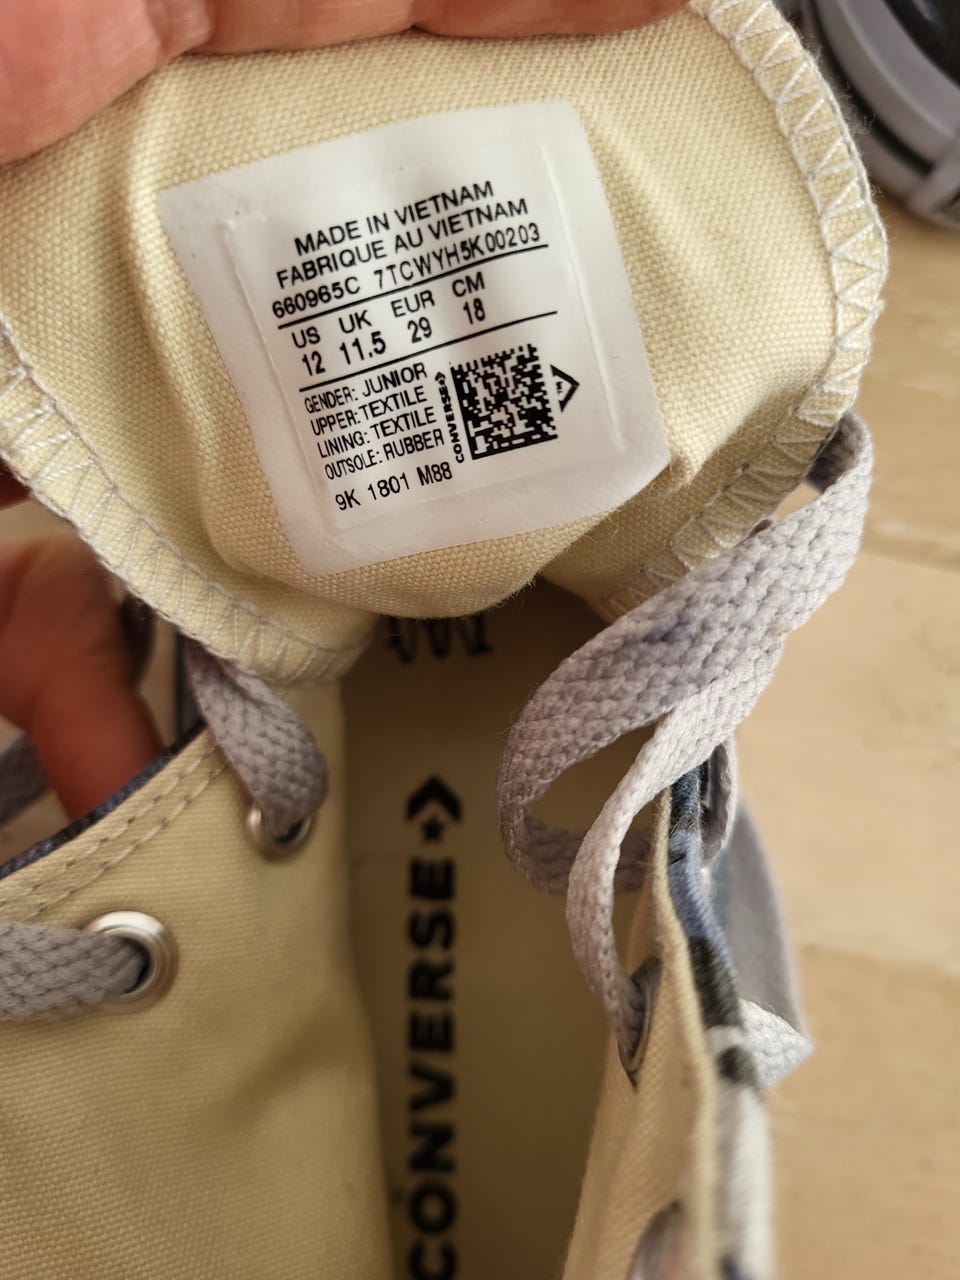 MADE IN VIETNAM
FABRIQUE AU VIETNAM
660965C 7TCWYH5K00203
US UK EUR CM
12 11.5 29 18
GENDER: JUNIOR
UPPER: TEXTILE
LINING: TEXTILE
OUTSOLE: RUBBER
CONVERSE
9K 1801 M88
CONVERSE